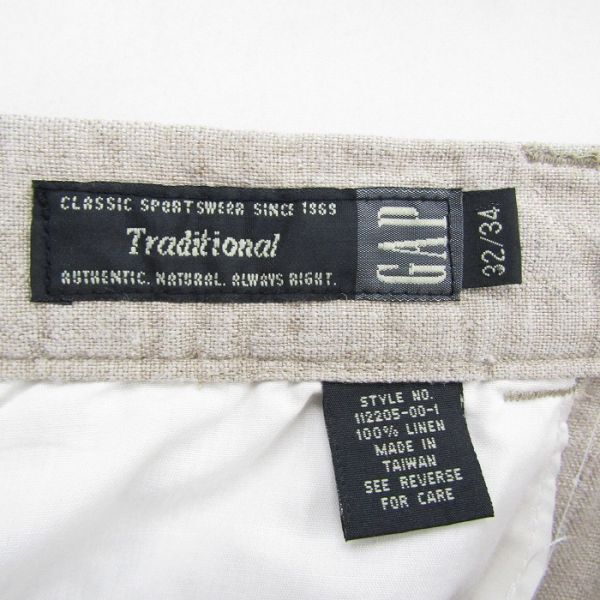 CLASSIC SPORTSWEAR SINCE 1969
Traditional
AUTHENTIC. NATURAL. ALWAYS RIGHT.
GAP
32/34
STYLE NO.
112205-00-1
100% LINEN
MADE IN
TAIWAN
SEE REVERSE
FOR CARE